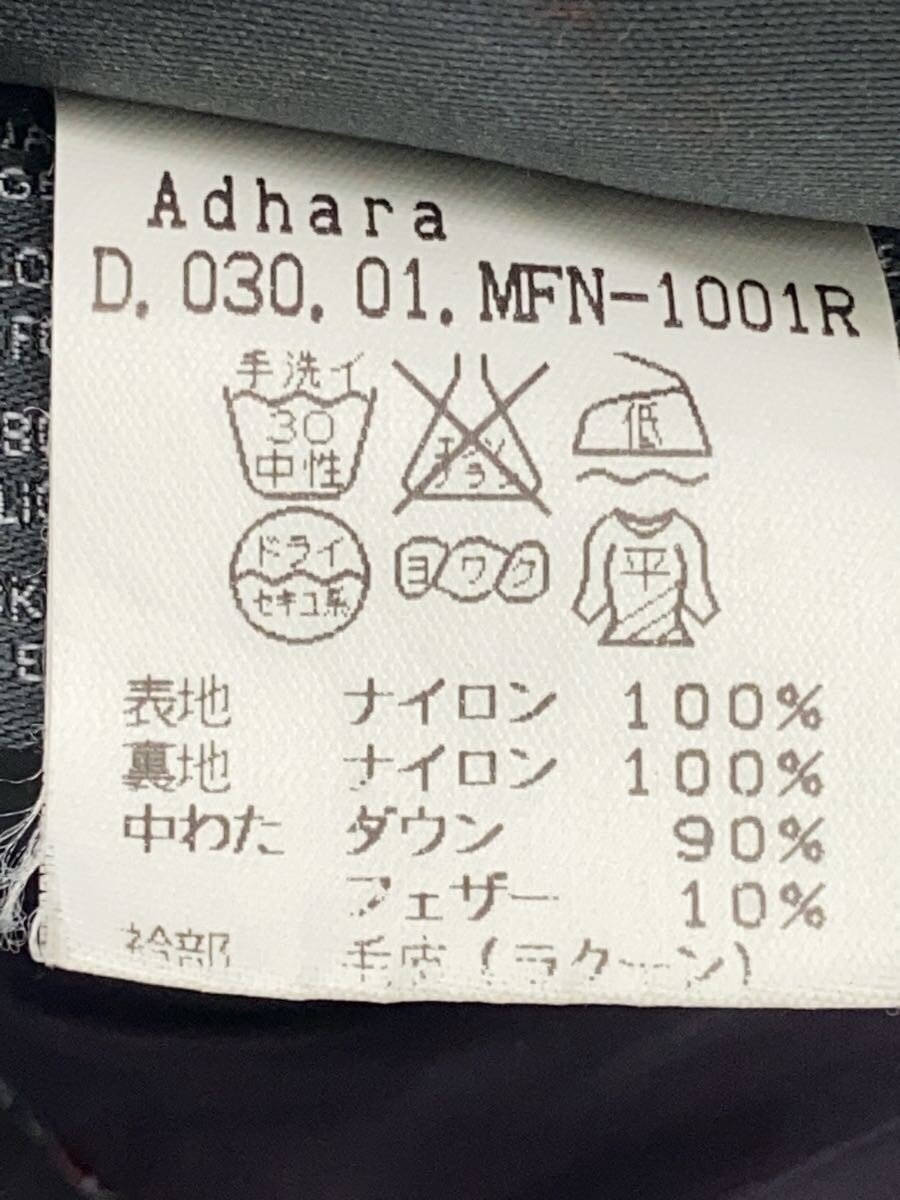 Adhara
D.030.01.MFN-1001R
手洗イ
30
中性
低
ドライ
セキユ系
ヨワク
平
表地 ナイロン 100%
裏地 ナイロン 100%
中わた ダウン 90%
フェザー 10%
衿部 毛皮(ラクーン)